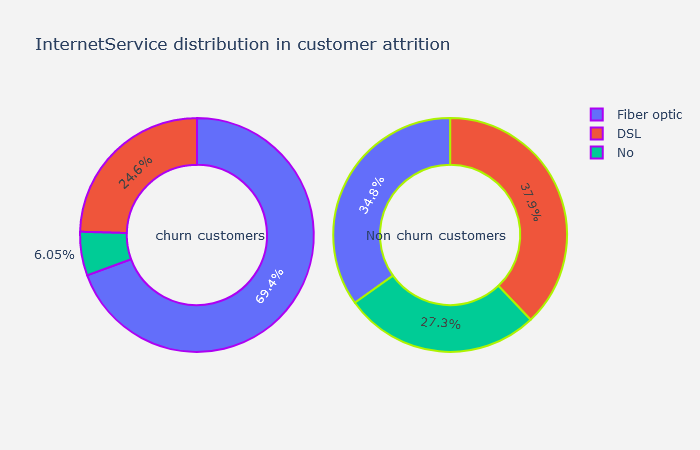 InternetService distribution in customer attrition
Fiber optic
DSL
No
24.6%
6.05%
churn customers
69.4%
34.8%
37.9%
Non churn customers
27.3%